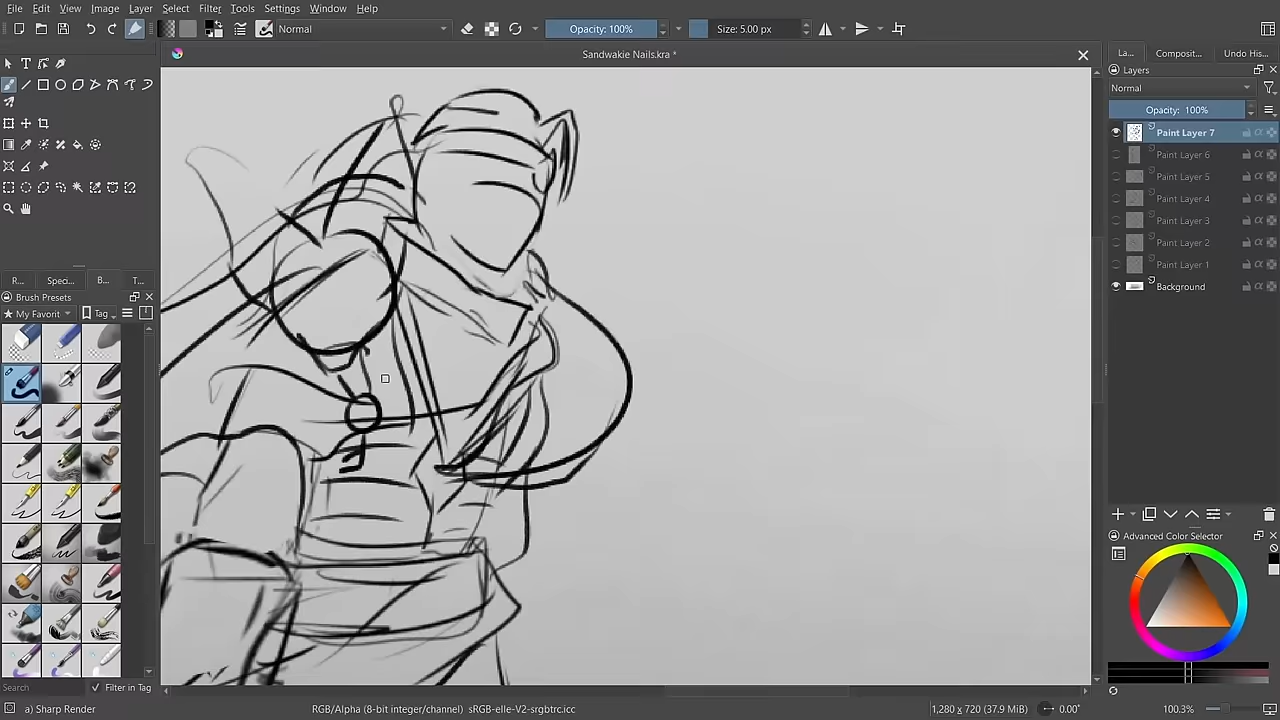 File Edit View Image Layer Select Filter Tools Settings Window Help
Normal
Opacity: 100%
Size: 5.00 px
Sandwakie Nails.kra *
La... Composit... Undo His...
Layers
Normal
Opacity: 100%
Paint Layer 7
Paint Layer 6
Paint Layer 5
Paint Layer 4
Paint Layer 3
Paint Layer 2
Paint Layer 1
Background
R... Speci... B... T...
Brush Presets
★ My Favorit
Tag
Advanced Color Selector
Search
Filter in Tag
a) Sharp Render
RGB/Alpha (8-bit integer/channel) sRGB-elle-V2-srgbtrc.icc
1,280 x 720 (37.9 MiB)
0.00°
100.3%